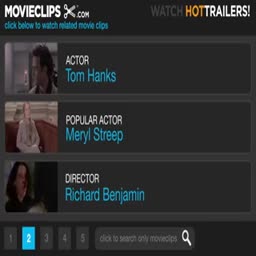 MOVIECLIPS .COM
WATCH HOTTRAILERS!
click below to watch related movie clips
ACTOR
Tom Hanks
POPULAR ACTOR
Meryl Streep
DIRECTOR
Richard Benjamin
1 2 3 4 5 click to search only movieclips